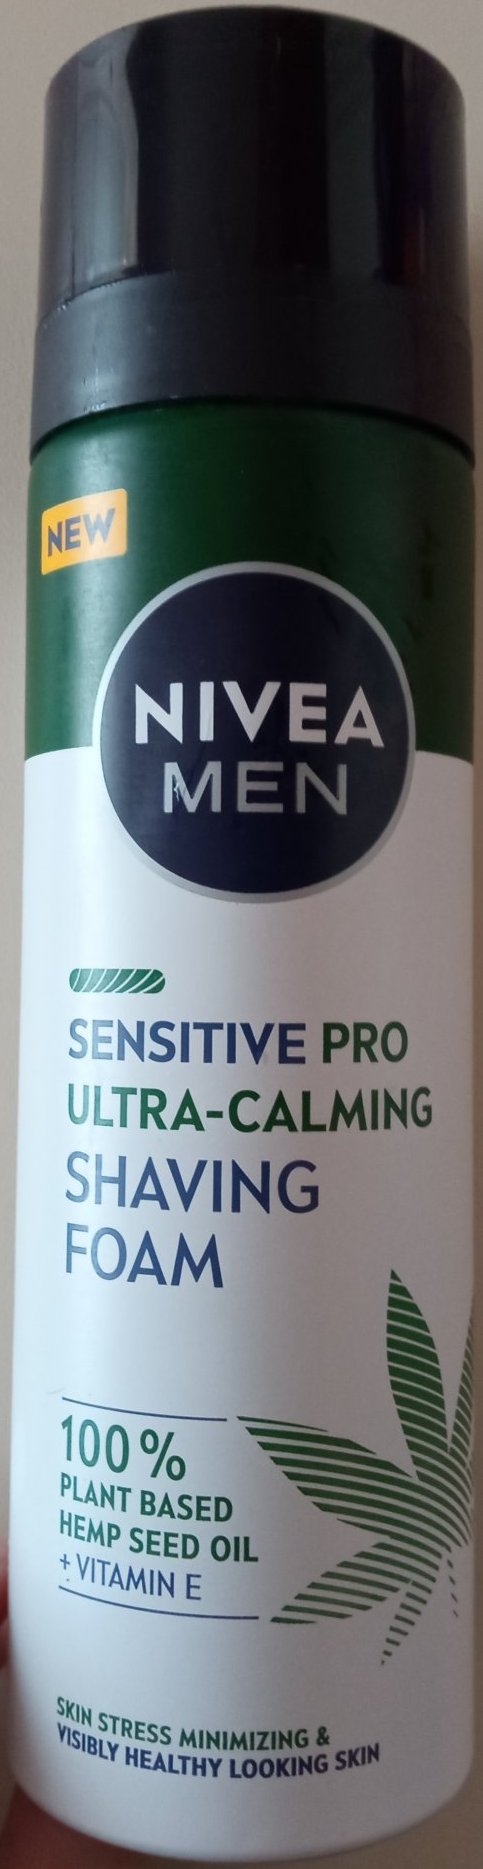 NEW
NIVEA
MEN
SENSITIVE PRO
ULTRA-CALMING
SHAVING
FOAM
100%
PLANT BASED
HEMP SEED OIL
+ VITAMIN E
SKIN STRESS MINIMIZING &
VISIBLY HEALTHY LOOKING SKIN